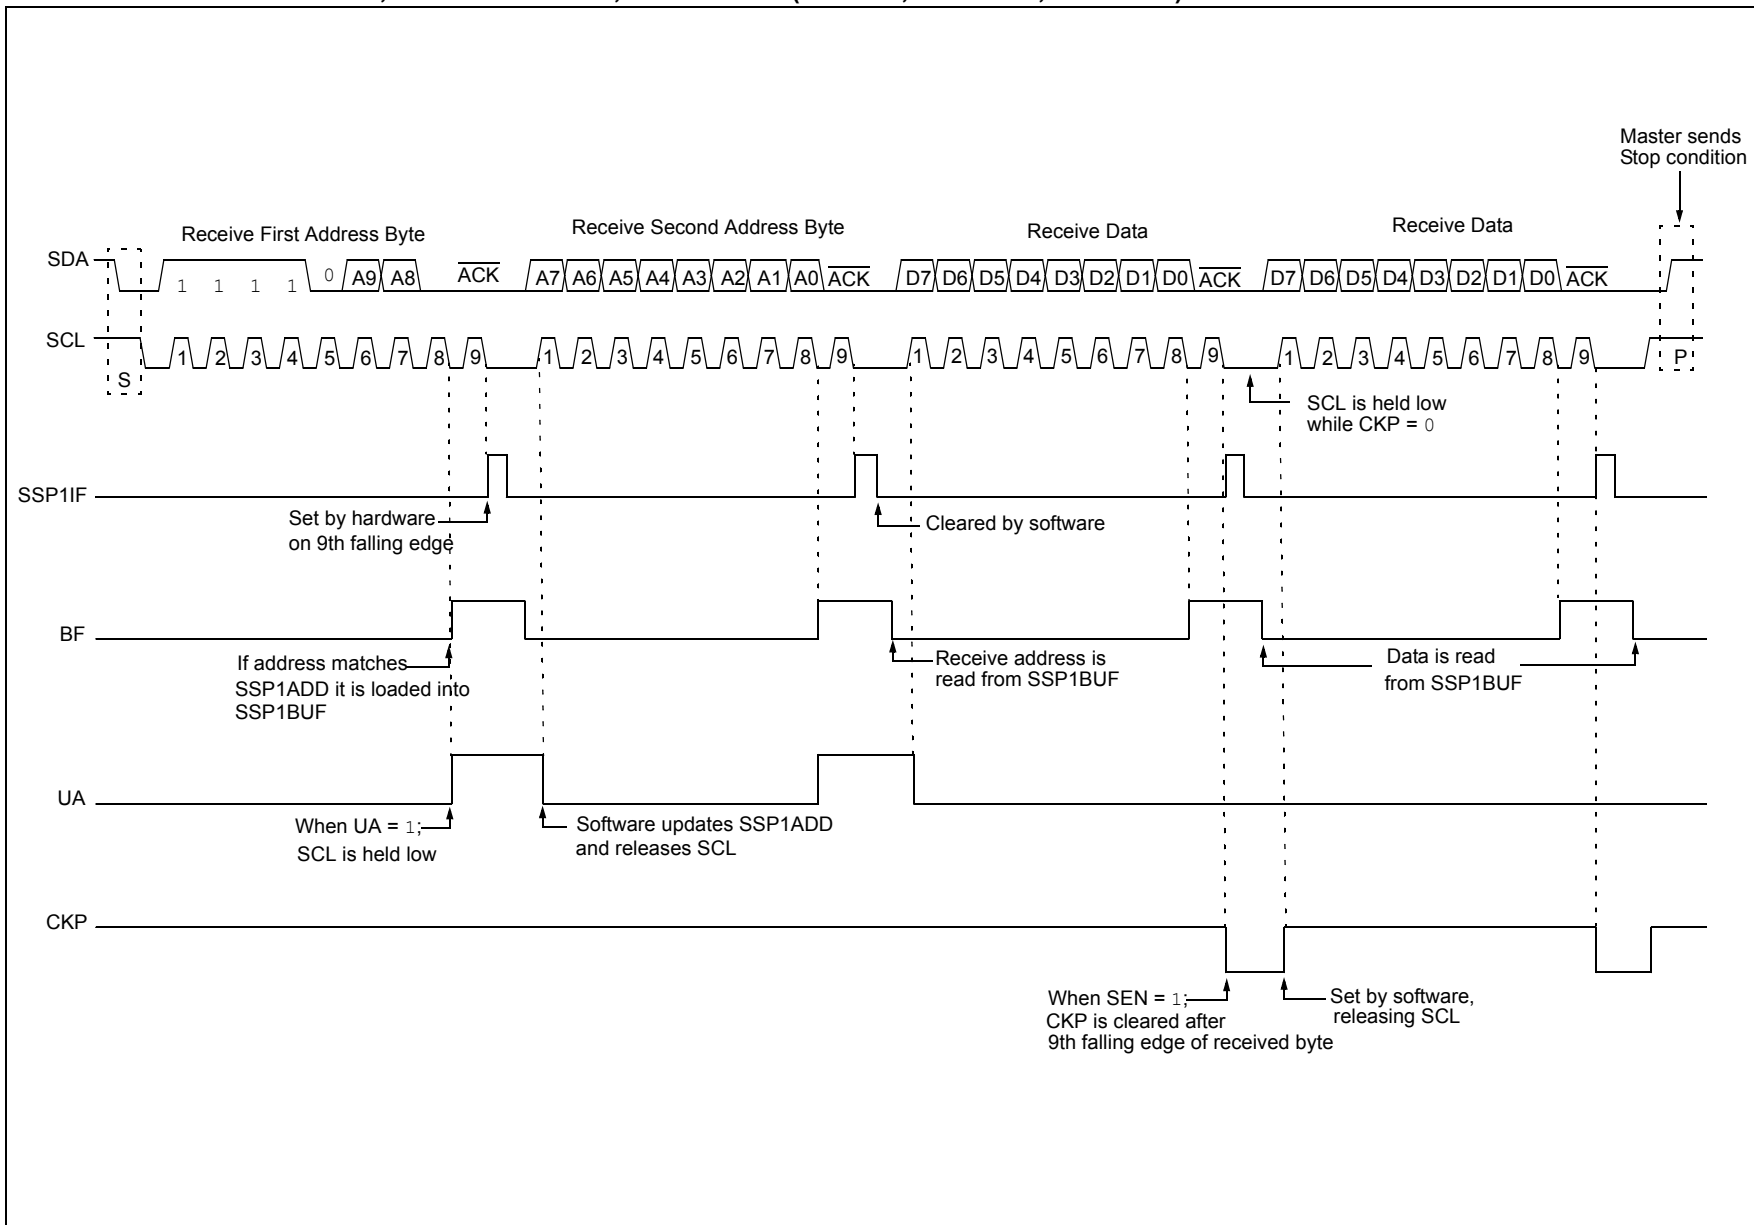 Master sends
Stop condition
Receive First Address Byte
Receive Second Address Byte
Receive Data
Receive Data
SDA
1 1 1 1 0 A9 A8 ACK A7 A6 A5 A4 A3 A2 A1 A0 ACK D7 D6 D5 D4 D3 D2 D1 D0 ACK D7 D6 D5 D4 D3 D2 D1 D0 ACK
SCL
S
1 2 3 4 5 6 7 8 9 1 2 3 4 5 6 7 8 9 1 2 3 4 5 6 7 8 9 1 2 3 4 5 6 7 8 9 P
SCL is held low
while CKP = 0
SSP1IF
Set by hardware
on 9th falling edge
Cleared by software
BF
If address matches
SSP1ADD it is loaded into
SSP1BUF
Receive address is
read from SSP1BUF
Data is read
from SSP1BUF
UA
When UA = 1;
SCL is held low
Software updates SSP1ADD
and releases SCL
CKP
When SEN = 1;
CKP is cleared after
9th falling edge of received byte
Set by software,
releasing SCL